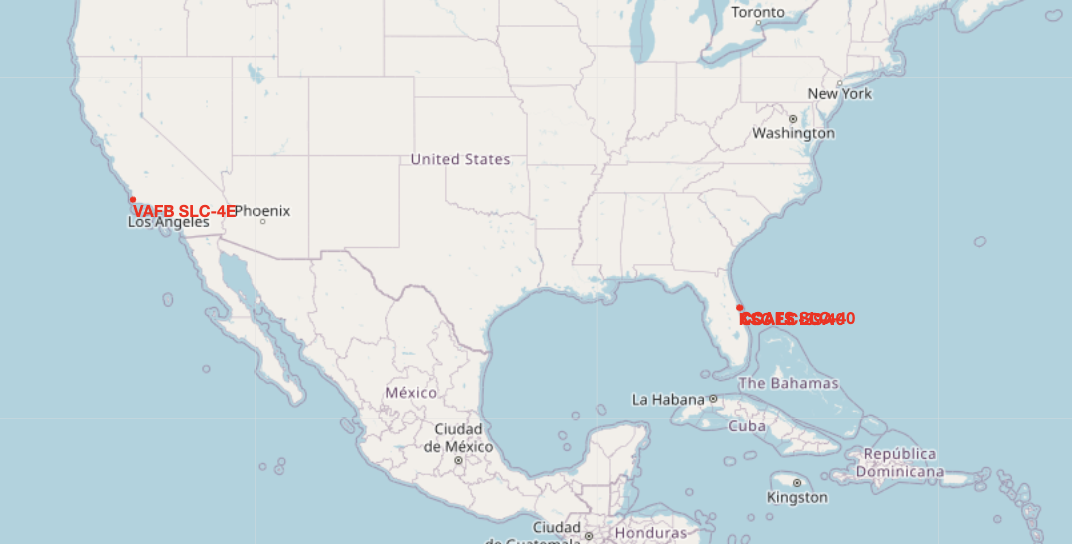 Toronto
New York
Washington
United States
VAFB SLC-4E
Phoenix
Los Angeles
The Bahamas
La Habana
México
Cuba
Ciudad
de México
República
Dominicana
Kingston
Ciudad
Honduras